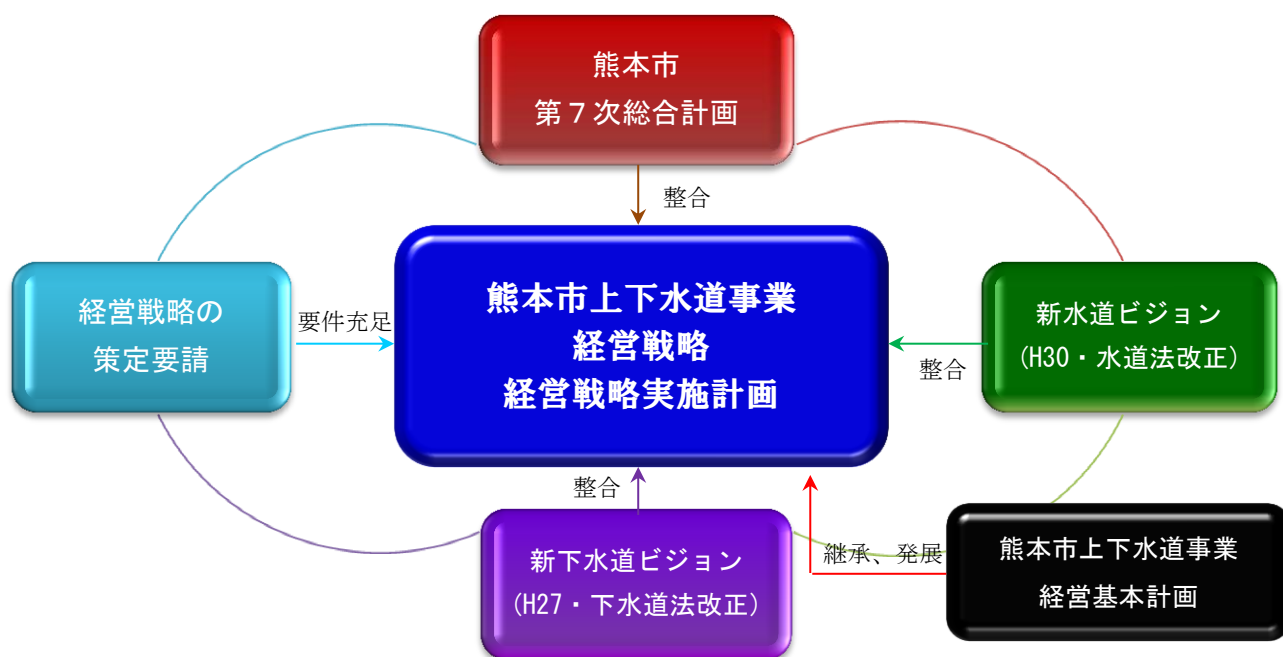 熊本市
第７次総合計画
整合
経営戦略の
策定要請
要件充足
熊本市上下水道事業
経営戦略
経営戦略実施計画
整合
新水道ビジョン
(H30・水道法改正)
整合
新下水道ビジョン
(H27・下水道法改正)
継承、発展
熊本市上下水道事業
経営基本計画